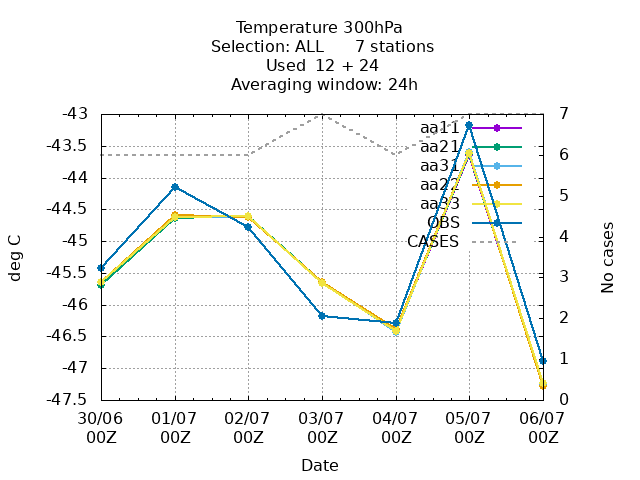 Temperature 300hPa
Selection: ALL 7 stations
Used 12 + 24
Averaging window: 24h
-43
-43.5
-44
-44.5
-45
-45.5
-46
-46.5
-47
-47.5
deg C
7
6
5
4
3
2
1
0
No cases
aa11
aa21
aa31
aa22
aa33
OBS
CASES
30/06 01/07 02/07 03/07 04/07 05/07 06/07
00Z 00Z 00Z 00Z 00Z 00Z 00Z
Date